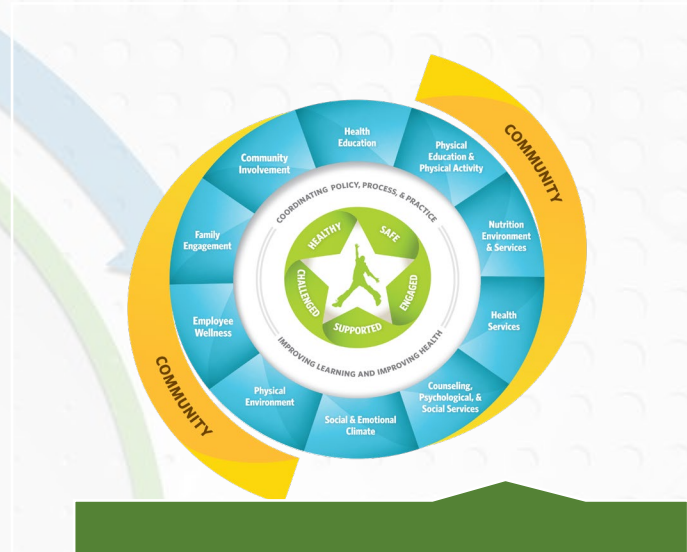 COMMUNITY
Health
Education
Physical
Education &
Physical Activity
Nutrition
Environment
& Services
Health
Services
Counseling,
Psychological, &
Social Services
Social & Emotional
Climate
Physical
Environment
Employee
Wellness
Family
Engagement
Community
Involvement
COORDINATING POLICY, PROCESS, & PRACTICE
HEALTHY
SAFE
ENGAGED
SUPPORTED
CHALLENGED
IMPROVING LEARNING AND IMPROVING HEALTH
COMMUNITY